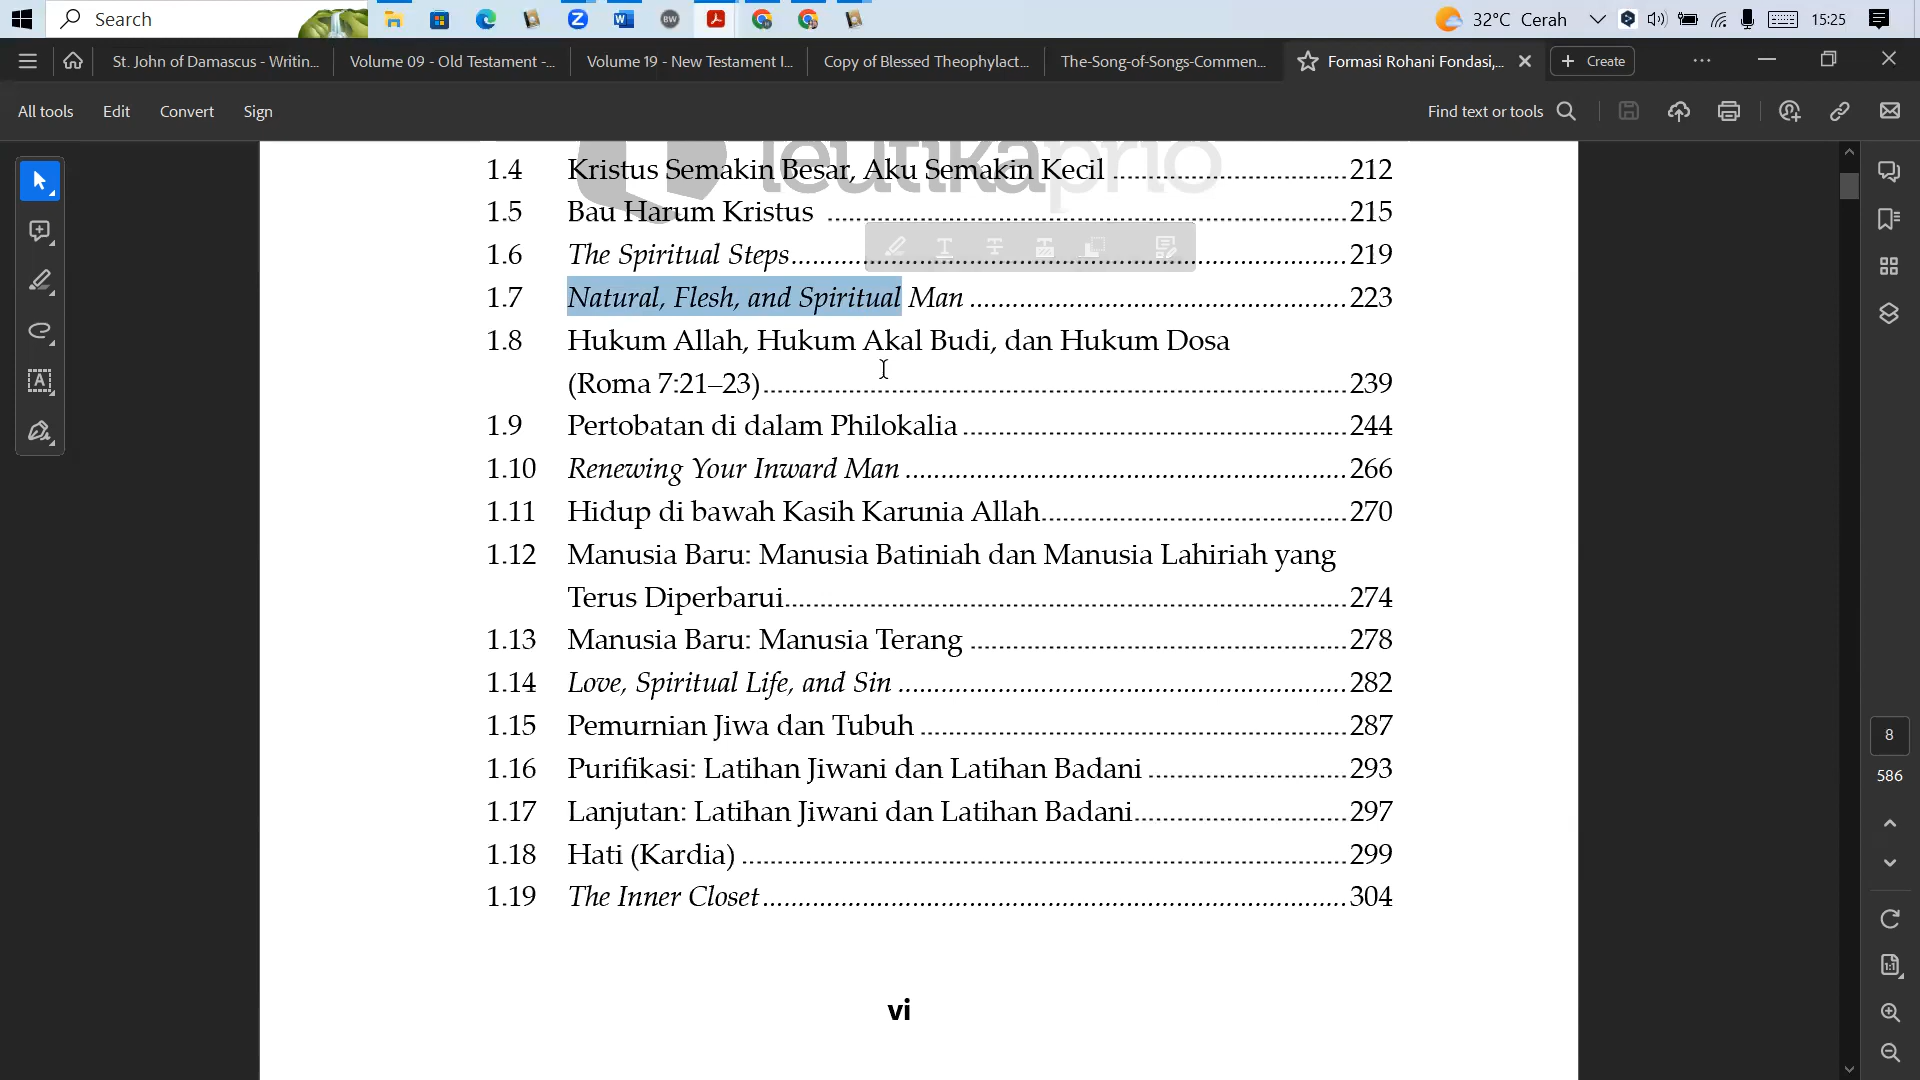 Search
32°C Cerah
15:25
St. John of Damascus - Writin...
Volume 09 - Old Testament -...
Volume 19 - New Testament I...
Copy of Blessed Theophylact...
The-Song-of-Songs-Commen...
Formasi Rohani Fondasi,...
Create
All tools
Edit
Convert
Sign
Find text or tools
leutikaprio
1.4 Kristus Semakin Besar, Aku Semakin Kecil ............................212
1.5 Bau Harum Kristus ............................215
1.6 The Spiritual Steps............................219
1.7 Natural, Flesh, and Spiritual Man ............................223
1.8 Hukum Allah, Hukum Akal Budi, dan Hukum Dosa
(Roma 7:21–23)............................239
1.9 Pertobatan di dalam Philokalia ............................244
1.10 Renewing Your Inward Man ............................266
1.11 Hidup di bawah Kasih Karunia Allah............................270
1.12 Manusia Baru: Manusia Batiniah dan Manusia Lahiriah yang
Terus Diperbarui............................274
1.13 Manusia Baru: Manusia Terang ............................278
1.14 Love, Spiritual Life, and Sin ............................282
1.15 Pemurnian Jiwa dan Tubuh ............................287
1.16 Purifikasi: Latihan Jiwani dan Latihan Badani ............................293
1.17 Lanjutan: Latihan Jiwani dan Latihan Badani............................297
1.18 Hati (Kardia) ............................299
1.19 The Inner Closet............................304
vi
8
586